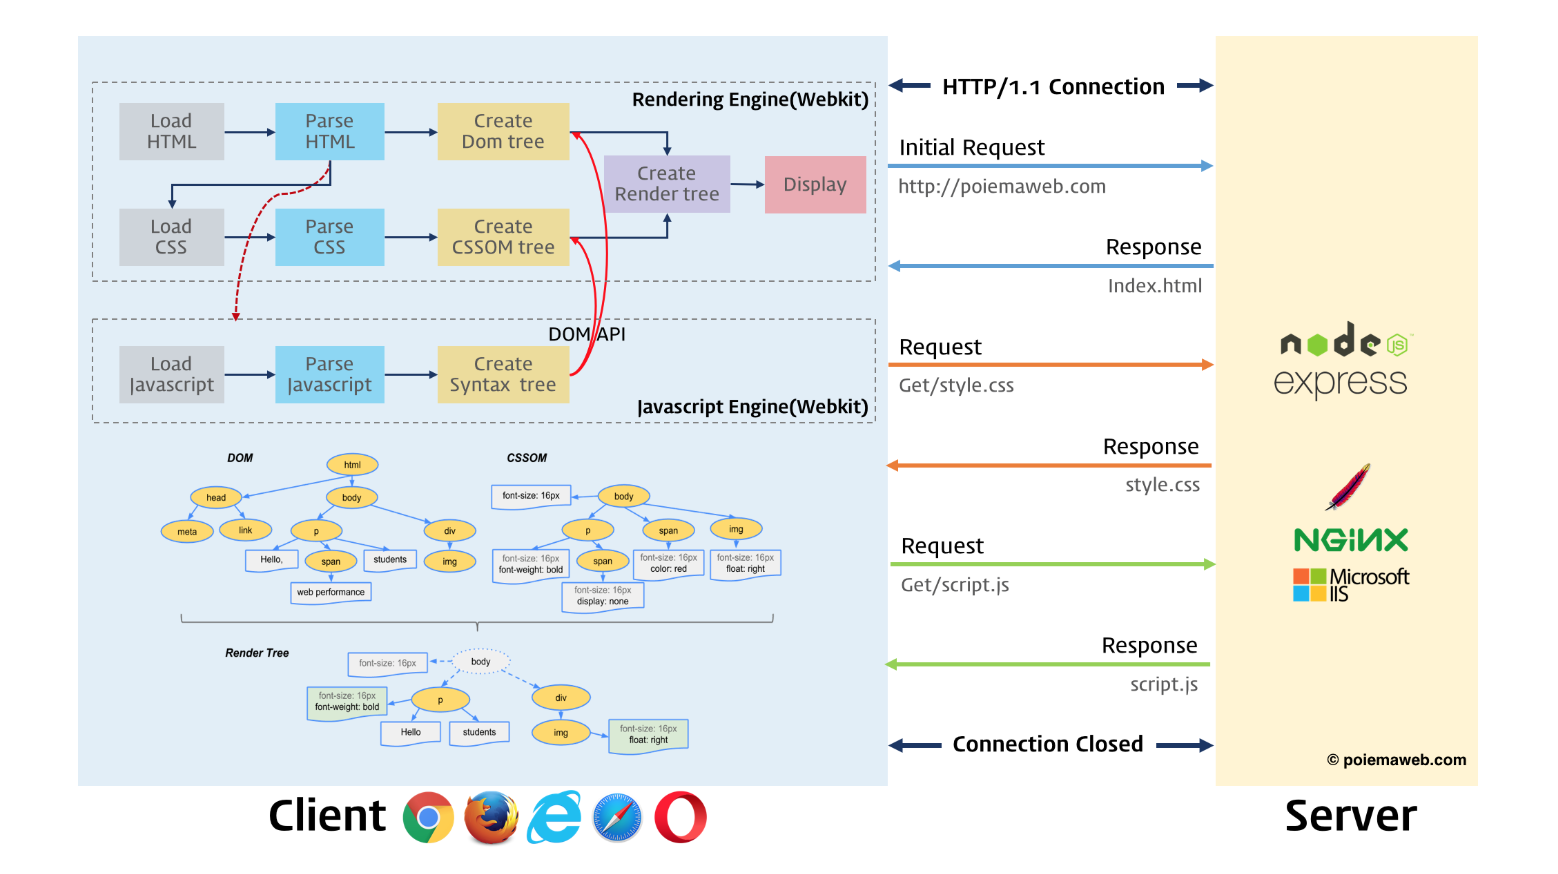 Rendering Engine(Webkit)
Load
HTML
Parse
HTML
Create
Dom tree
Create
Render tree
Display
Load
CSS
Parse
CSS
Create
CSSOM tree
DOM API
Load
Javascript
Parse
Javascript
Create
Syntax tree
Javascript Engine(Webkit)
DOM
html
head
body
meta
link
p
div
Hello,
span
students
img
web performance
CSSOM
font-size: 16px
body
p
span
img
font-size: 16px
font-weight: bold
span
font-size: 16px
color: red
font-size: 16px
float: right
font-size: 16px
display: none
Render Tree
font-size: 16px
body
font-size: 16px
font-weight: bold
p
div
Hello
students
img
font-size: 16px
float: right
HTTP/1.1 Connection
Initial Request
http://poiemaweb.com
Response
Index.html
Request
Get/style.css
Response
style.css
Request
Get/script.js
Response
script.js
Connection Closed
node
JS
express
NGINX
Microsoft
IIS
© poiemaweb.com
Client
Server